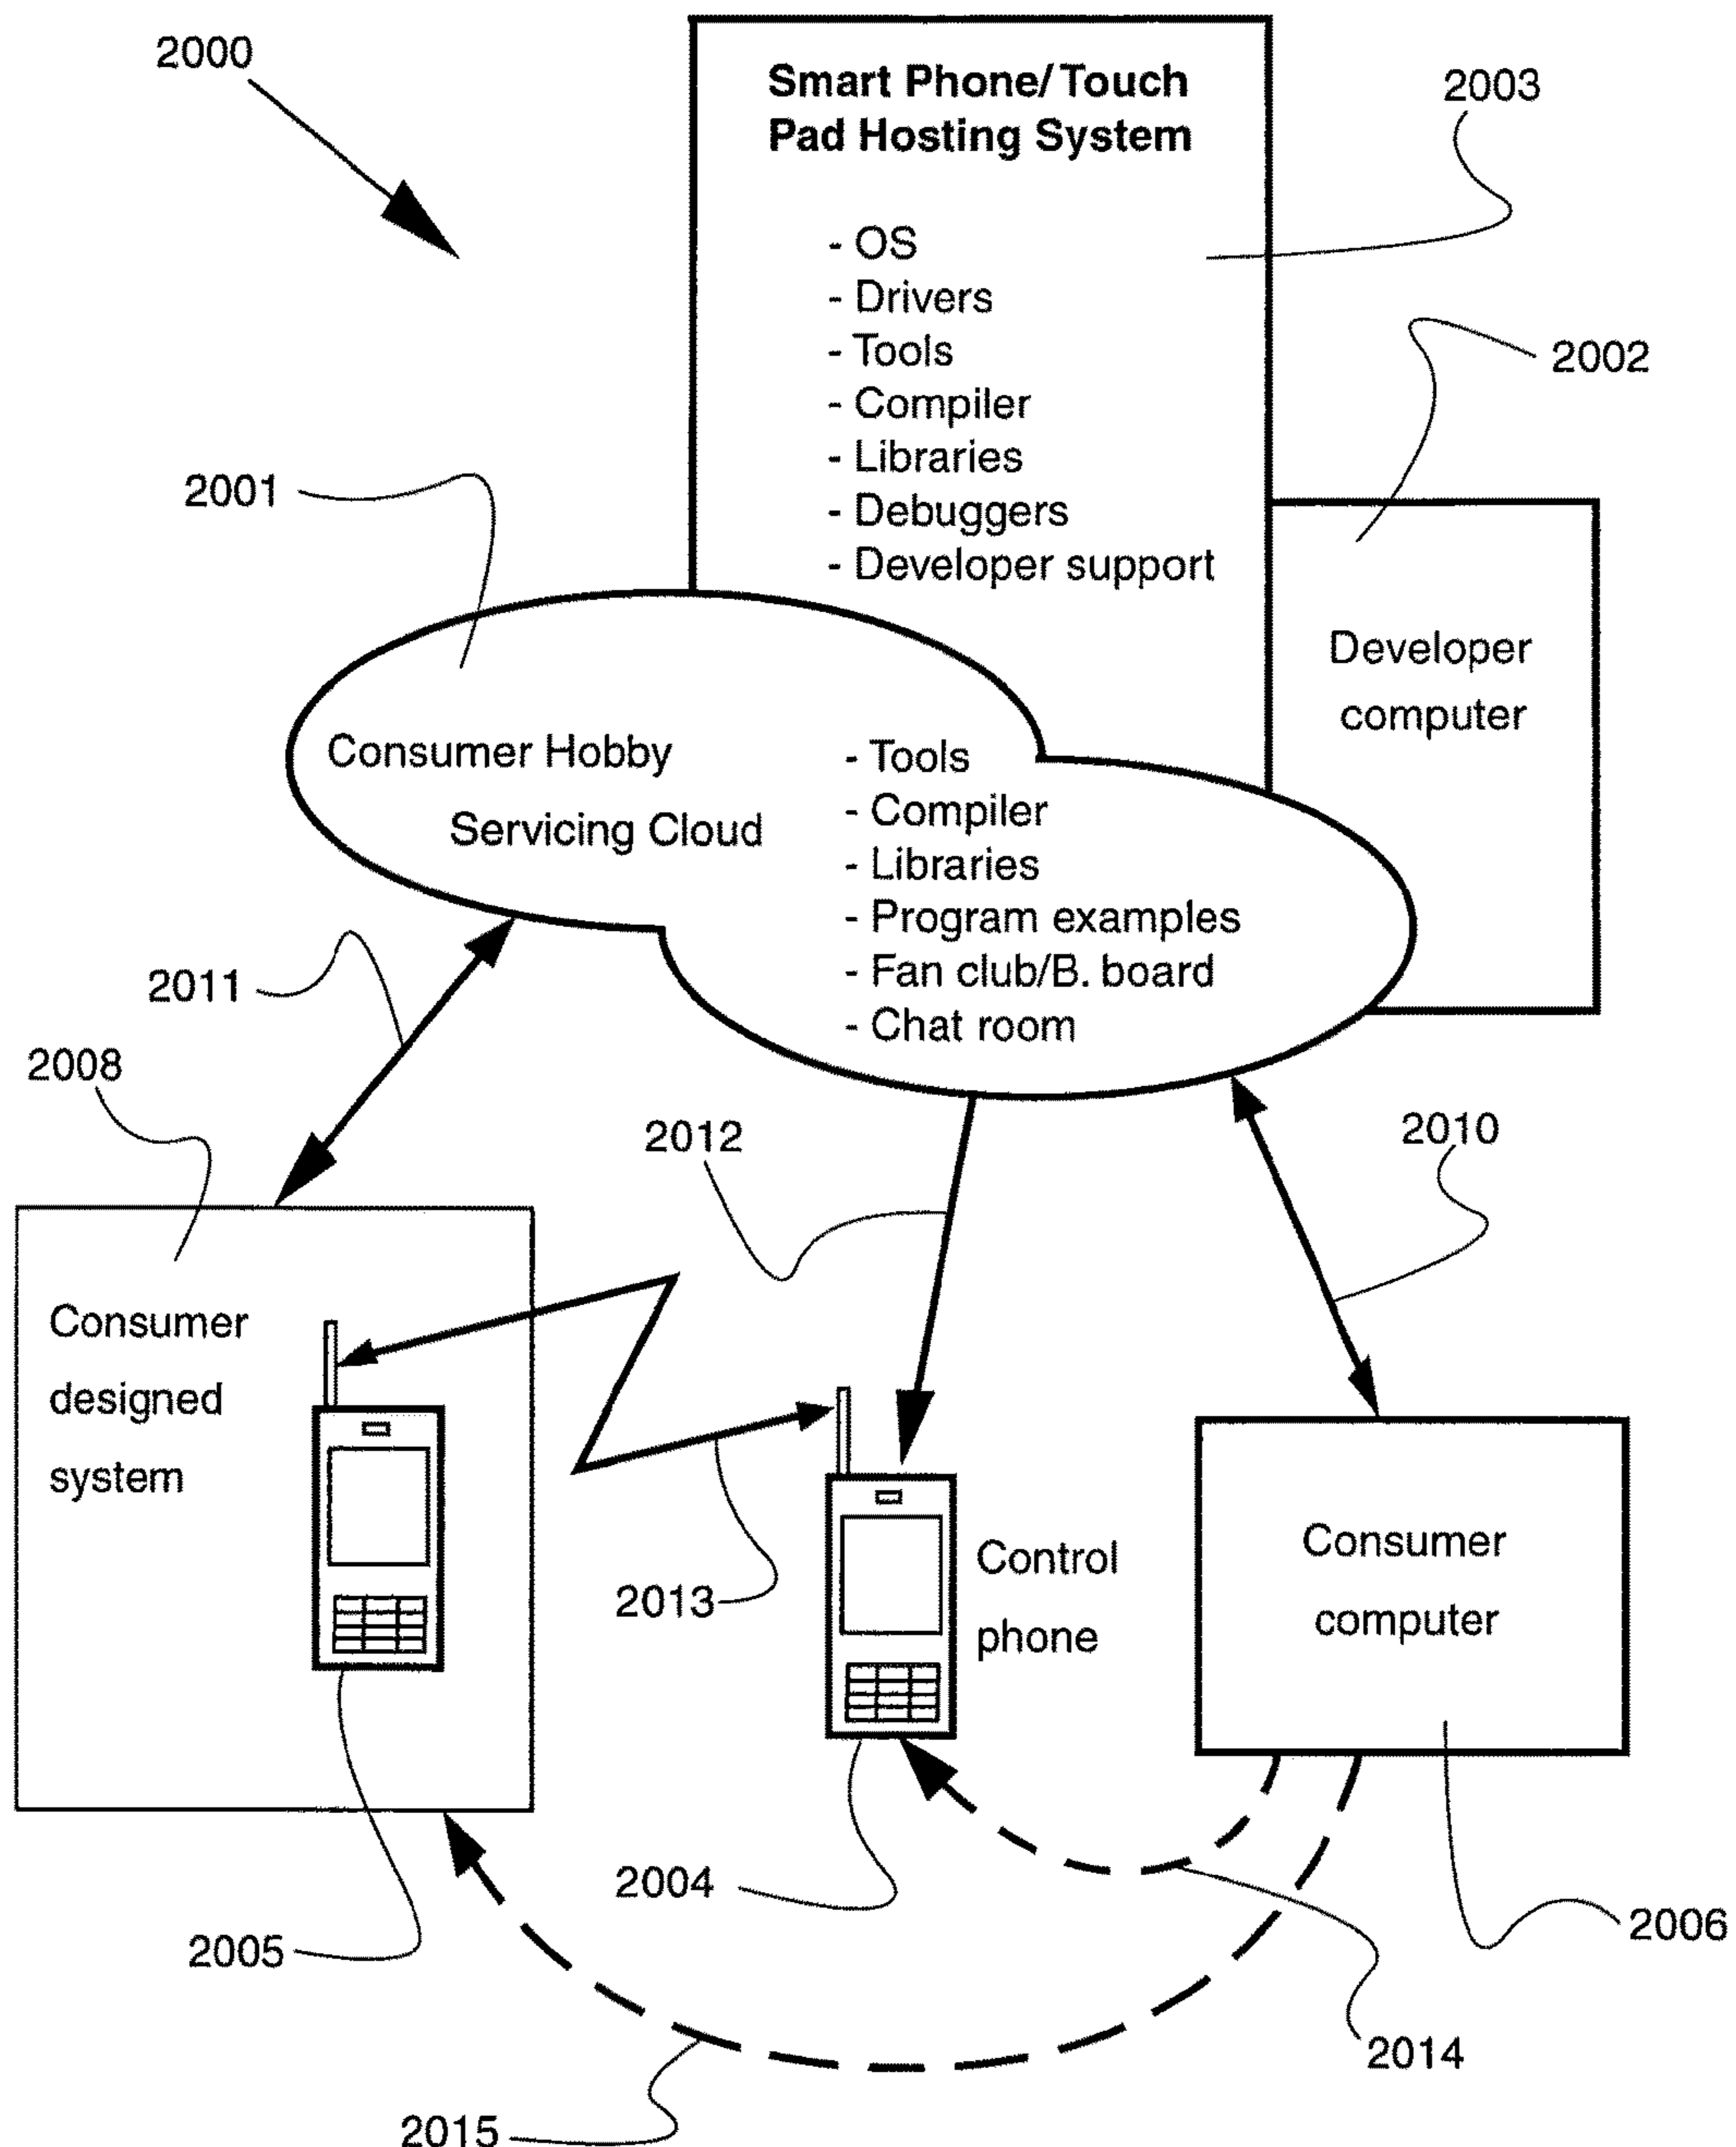 2000
Smart Phone/ Touch
Pad Hosting System
2003
- OS
- Drivers
- Tools
- Compiler
- Libraries
- Debuggers
- Developer support
2002
2001
Developer
computer
Consumer Hobby
Servicing Cloud
- Tools
- Compiler
- Libraries
- Program examples
- Fan club/B. board
- Chat room
2011
2008
2012
2010
Consumer
designed
system
2013
Control
phone
Consumer
computer
2004
2005
2006
2014
2015